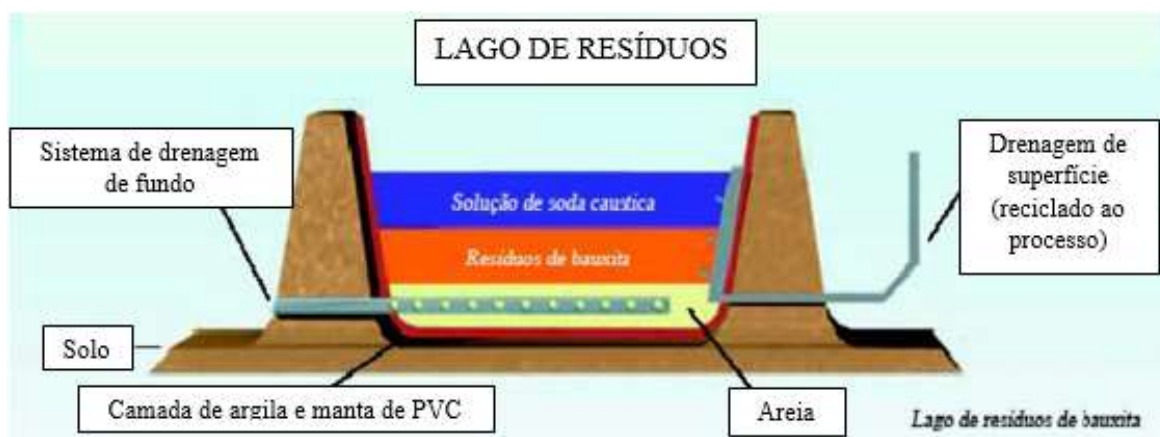 LAGO DE RESÍDUOS
Sistema de drenagem
de fundo
Drenagem de
superfície
(reciclado ao
processo)
Solução de soda caustica
Resíduos de bauxita
Solo
Camada de argila e manta de PVC
Areia
Lago de resíduos de bauxita